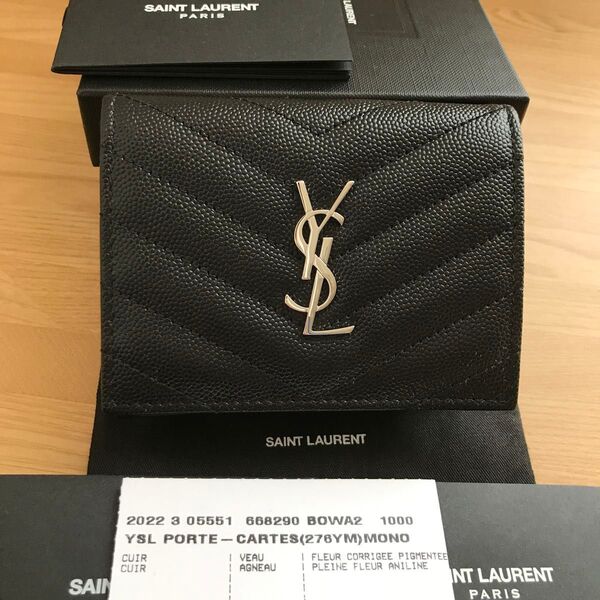 SAINT LAURENT
PARIS
YSL
SAINT LAURENT
2022 3 05551 668290 BOWA2 1000
YSL PORTE-CARTES(276YM)MONO
CUIR | VEAU | FLEUR CORRIGEE PIGMENTEE
CUIR | AGNEAU | PLEINE FLEUR ANILINE
SAIN
NT LAURENT
PARIS